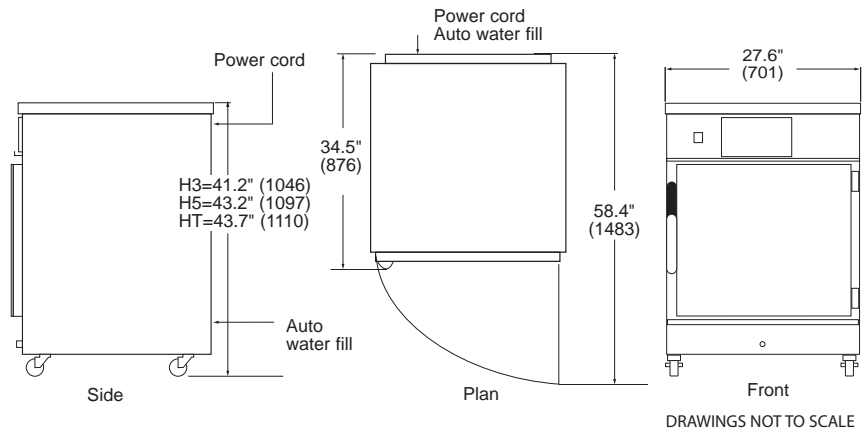 Power cord
H3=41.2" (1046)
H5=43.2" (1097)
HT=43.7" (1110)
Auto
water fill
Side
Power cord
Auto water fill
34.5"
(876)
58.4"
(1483)
Plan
27.6"
(701)
Front
DRAWINGS NOT TO SCALE